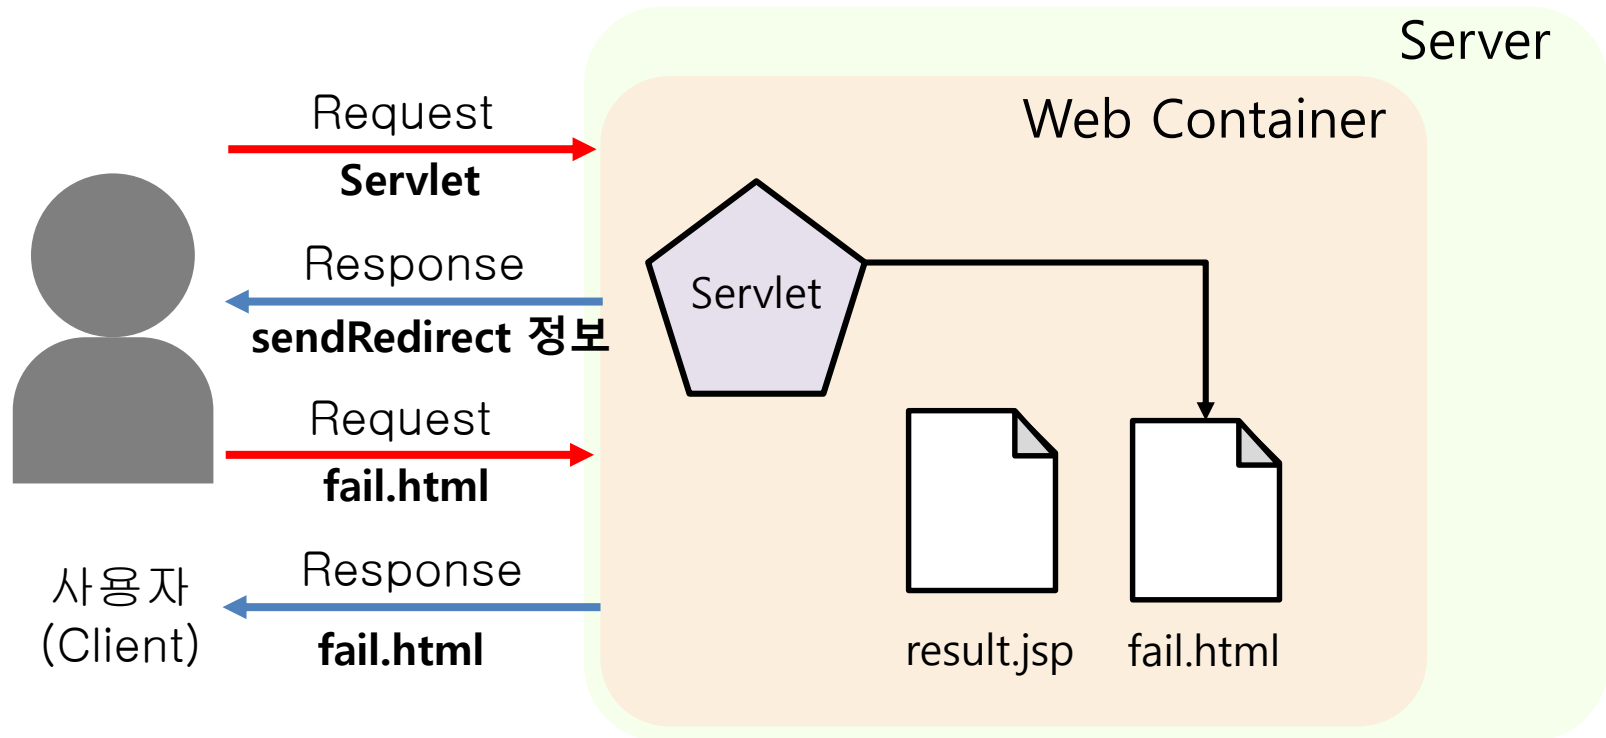 Server
Web Container
Request
Servlet
Response
sendRedirect 정보
Request
fail.html
Response
fail.html
사용자
(Client)
Servlet
result.jsp
fail.html